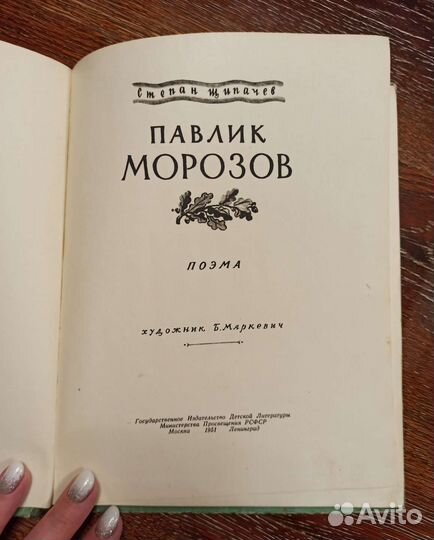 Степан Щипачев
ПАВЛИК
МОРОЗОВ
ПОЭМА
художник Б. Маркевич
Государственное Издательство Детской Литературы
Министерства Просвещения РСФСР
Москва 1951 Ленинград
Avito